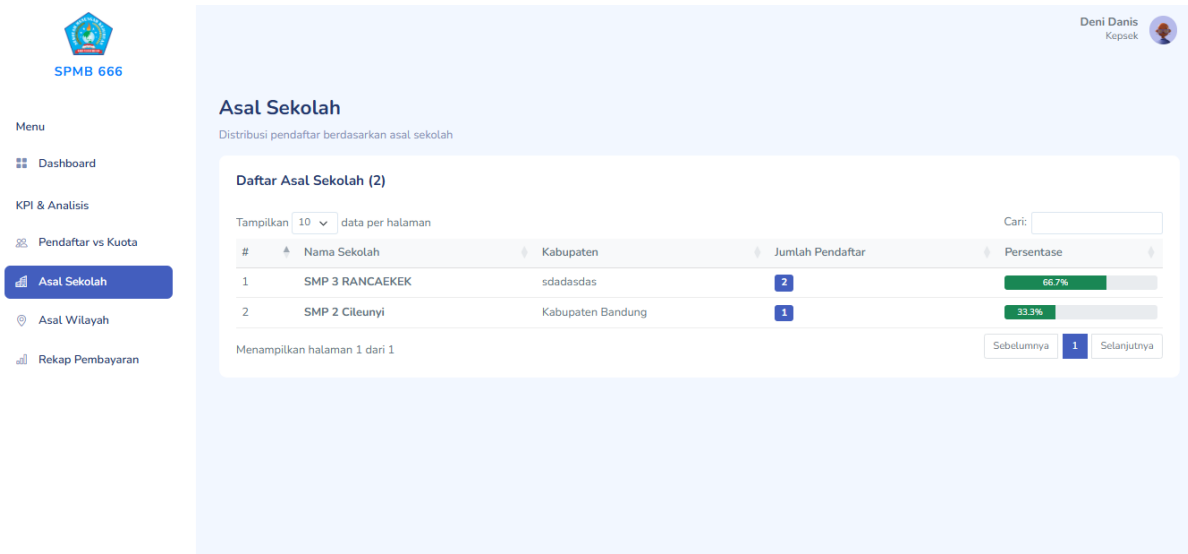 SPMB 666
Deni Danis
Kepsek
Menu
Dashboard
KPI & Analisis
Pendaftar vs Kuota
Asal Sekolah
Asal Wilayah
Rekap Pembayaran
Asal Sekolah
Distribusi pendaftar berdasarkan asal sekolah
Daftar Asal Sekolah (2)
Tampilkan 10 data per halaman
Cari:
# Nama Sekolah Kabupaten Jumlah Pendaftar Persentase
1 SMP 3 RANCAEKEK sdadasdas 2 66.7%
2 SMP 2 Cileunyi Kabupaten Bandung 1 33.3%
Menampilkan halaman 1 dari 1
Sebelumnya 1 Selanjutnya